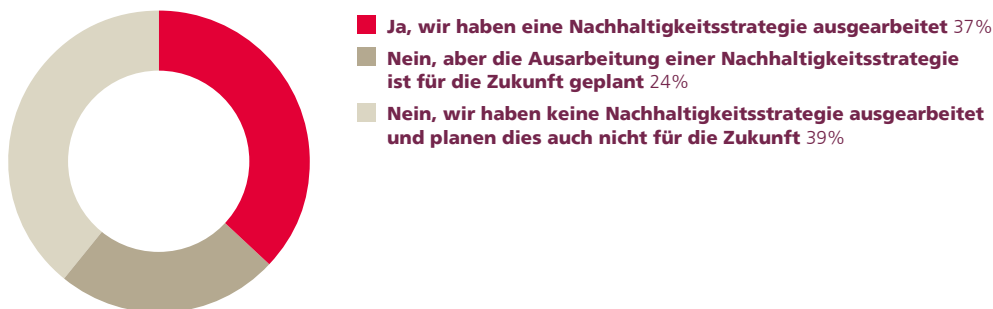 Ja, wir haben eine Nachhaltigkeitsstrategie ausgearbeitet 37%
Nein, aber die Ausarbeitung einer Nachhaltigkeitsstrategie
ist für die Zukunft geplant 24%
Nein, wir haben keine Nachhaltigkeitsstrategie ausgearbeitet
und planen dies auch nicht für die Zukunft 39%